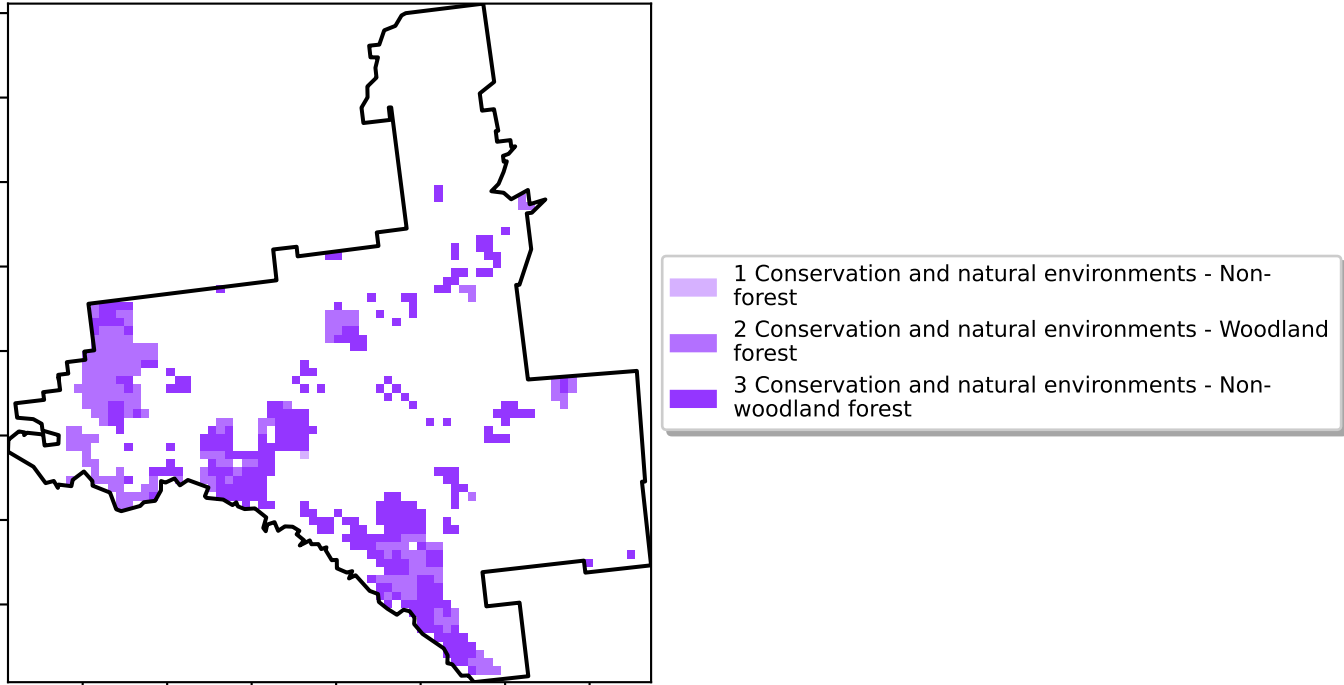 1 Conservation and natural environments - Non-
forest
2 Conservation and natural environments - Woodland
forest
3 Conservation and natural environments - Non-
woodland forest